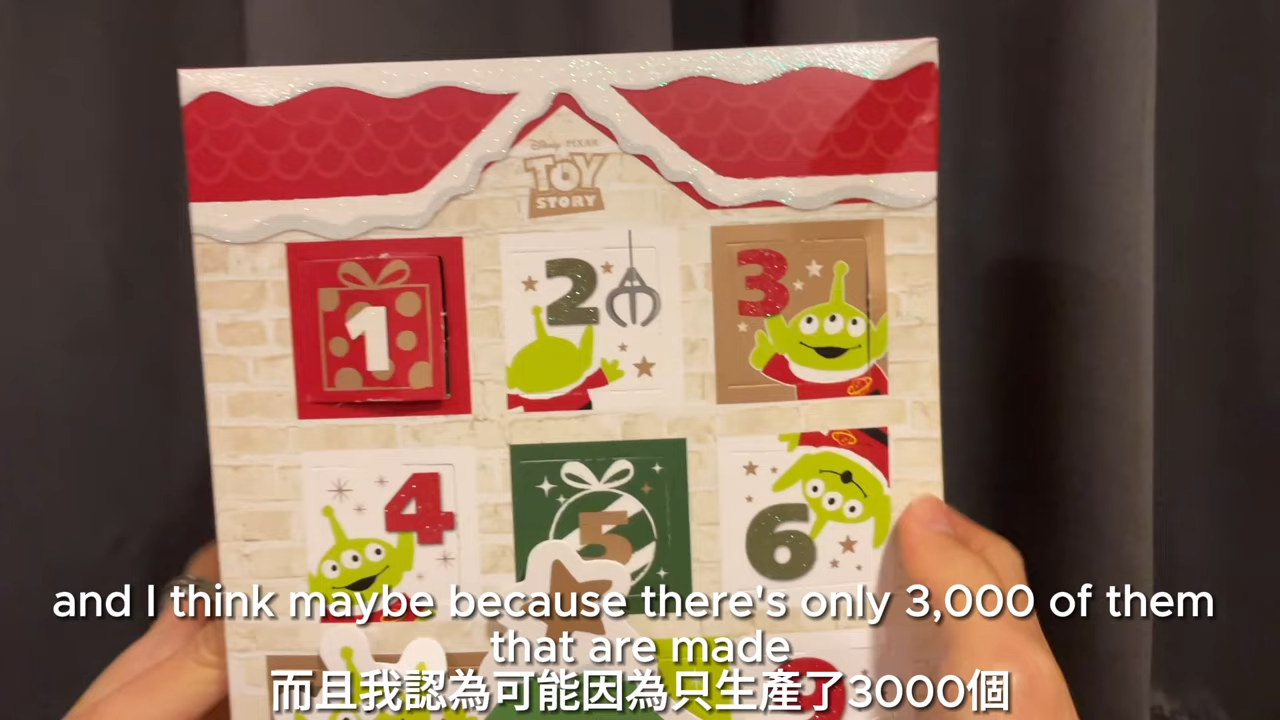 Disney PIXAR
TOY
STORY
1
2
3
4
5
6
and I think maybe because there's only 3,000 of them
that are made
而且我認為可能因為只生產了3000個